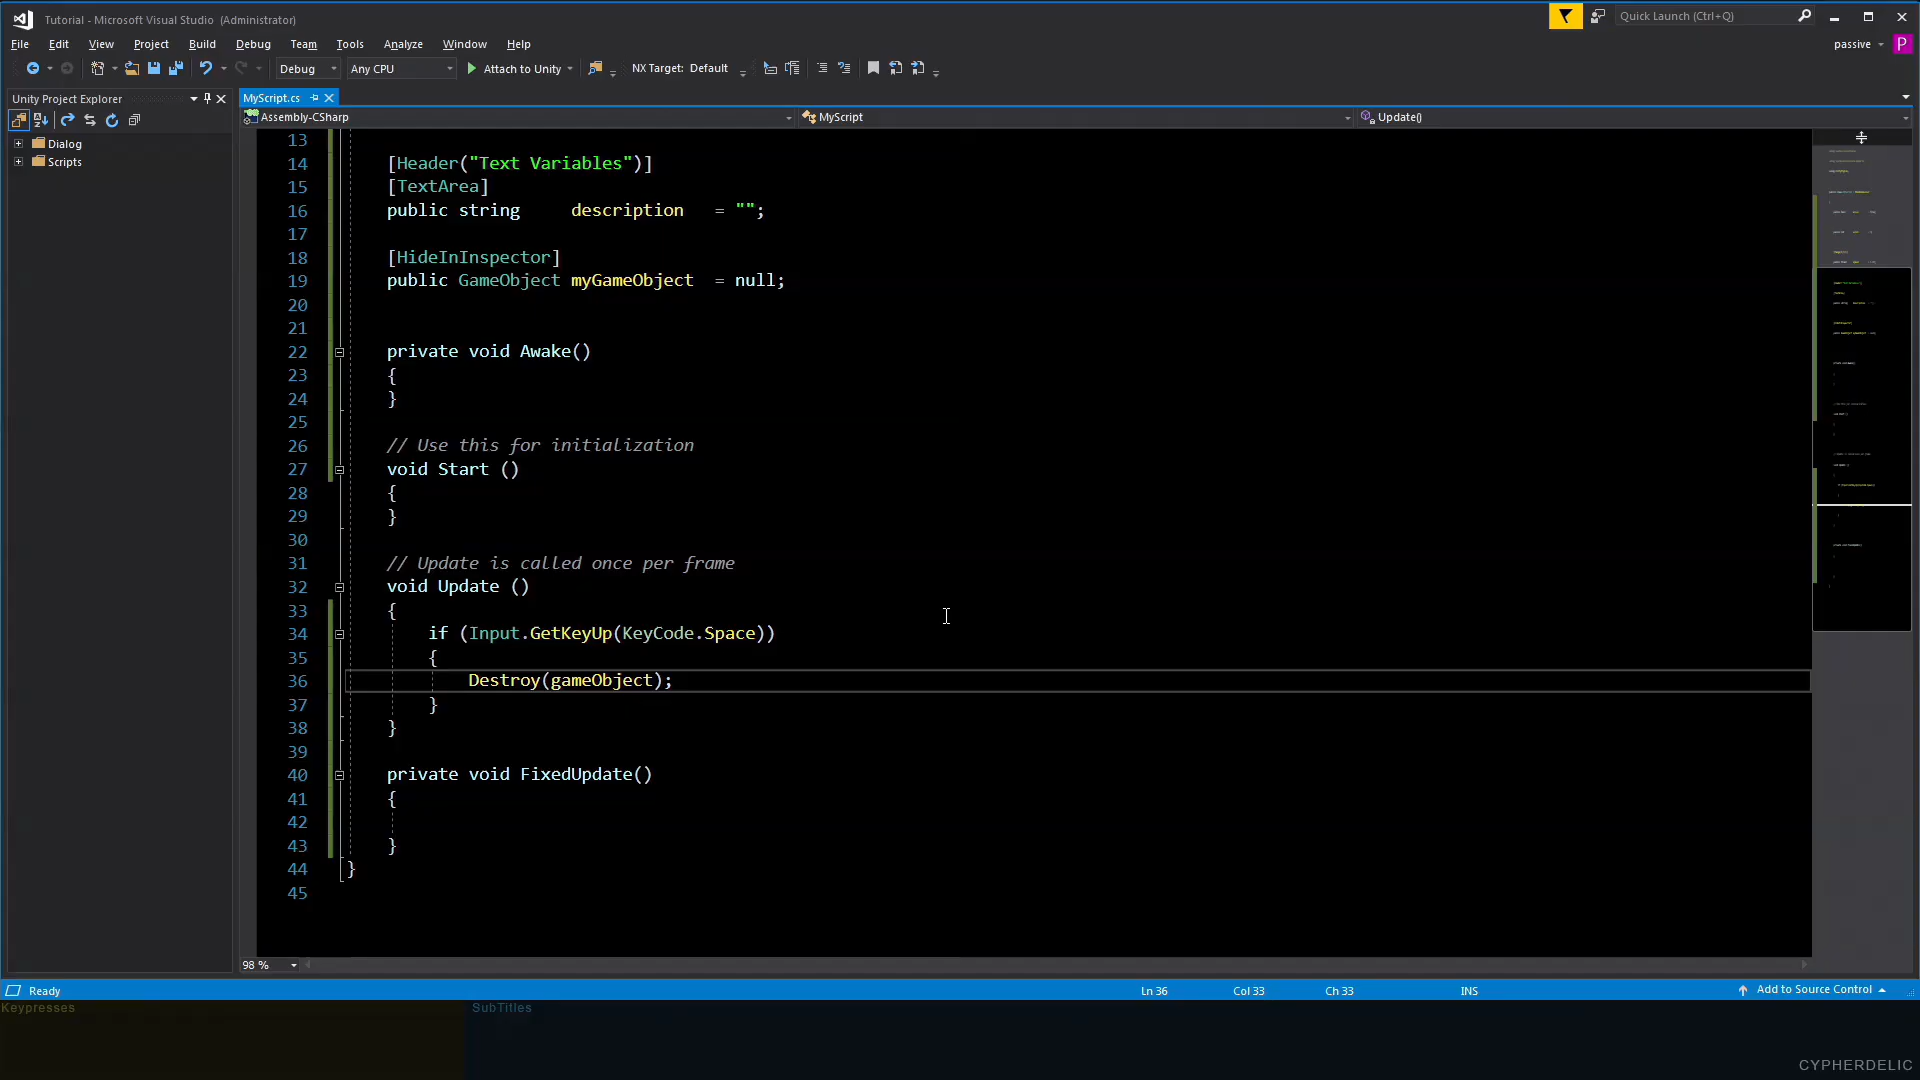 Tutorial - Microsoft Visual Studio (Administrator)
Quick Launch (Ctrl+Q)
File Edit View Project Build Debug Team Tools Analyze Window Help
passive P
Debug Any CPU Attach to Unity NX Target: Default
Unity Project Explorer
MyScript.cs
Assembly-CSharp MyScript Update()
Dialog
Scripts
13
14 [Header("Text Variables")]
15 [TextArea]
16 public string description = "";
17
18 [HideInInspector]
19 public GameObject myGameObject = null;
20
21
22 private void Awake()
23 {
24 }
25
26 // Use this for initialization
27 void Start ()
28 {
29 }
30
31 // Update is called once per frame
32 void Update ()
33 {
34 if (Input.GetKeyUp(KeyCode.Space))
35 {
36 Destroy(gameObject);
37 }
38 }
39
40 private void FixedUpdate()
41 {
42
43 }
44 }
45
98 %
Ready Ln 36 Col 33 Ch 33 INS Add to Source Control
Keypresses SubTitles
CYPHERDELIC